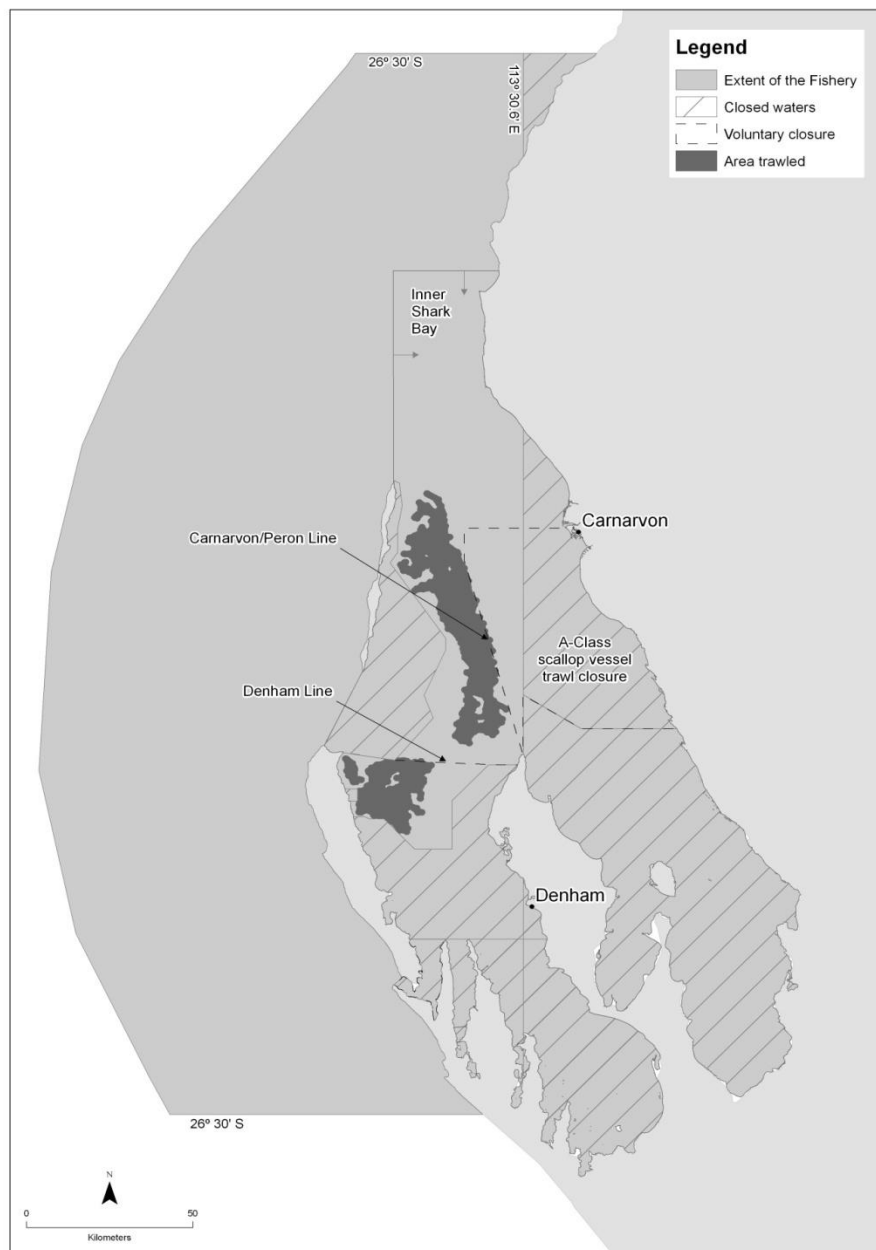 Legend
Extent of the Fishery
Closed waters
Voluntary closure
Area trawled
26º 30' S
113º 30.6' E
Inner
Shark
Bay
Carnarvon
Carnarvon/Peron Line
A-Class
scallop vessel
trawl closure
Denham Line
Denham
26º 30' S
N
0
50
Kilometers